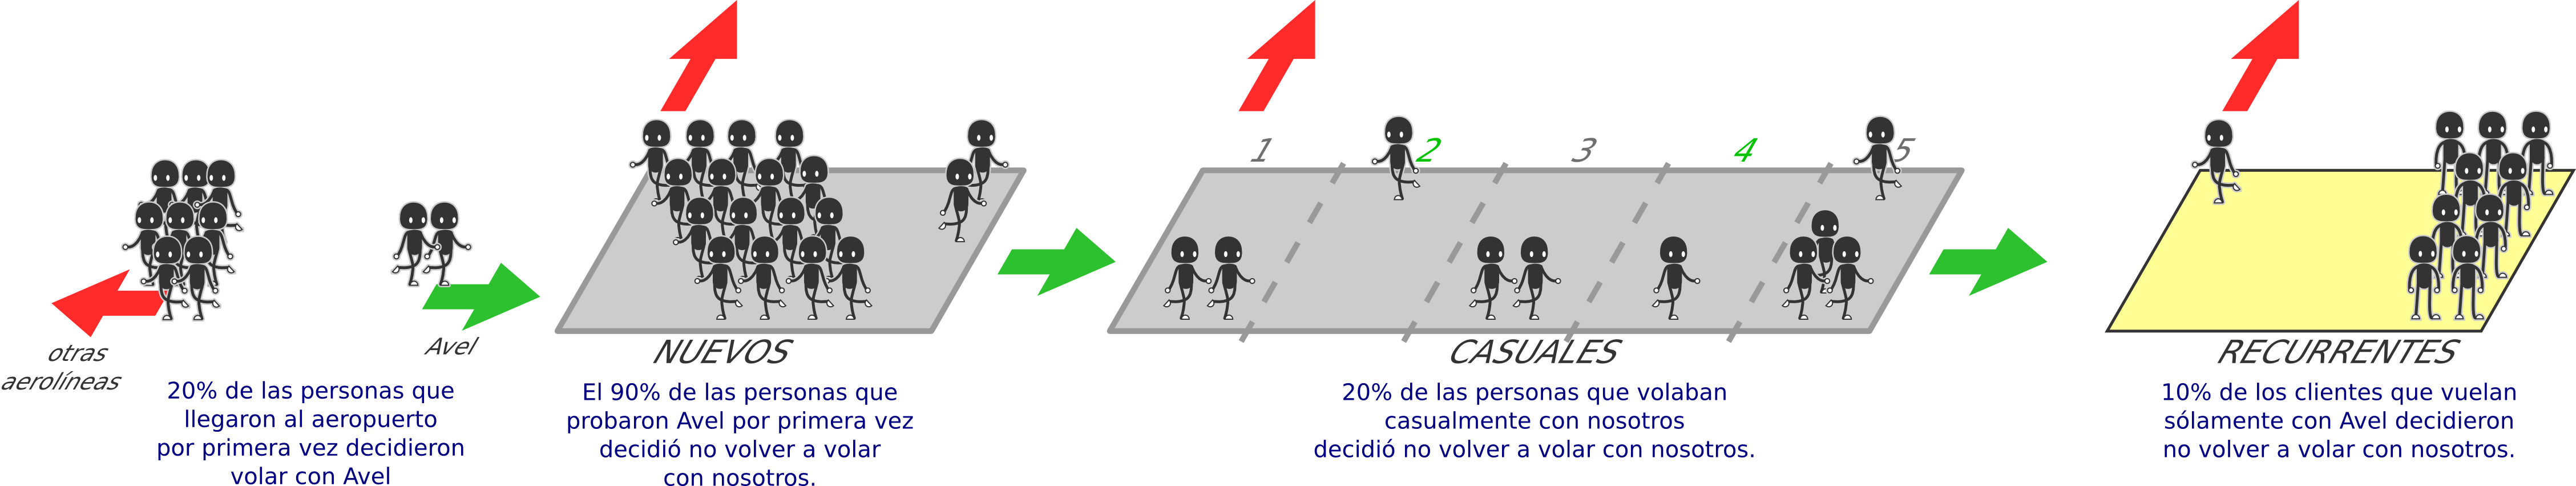 1 2 3 4 5
otras
aerolíneas
Avel
20% de las personas que
llegaron al aeropuerto
por primera vez decidieron
volar con Avel
NUEVOS
El 90% de las personas que
probaron Avel por primera vez
decidió no volver a volar
con nosotros.
CASUALES
20% de las personas que volaban
casualmente con nosotros
decidió no volver a volar con nosotros.
RECURRENTES
10% de los clientes que vuelan
sólamente con Avel decidieron
no volver a volar con nosotros.